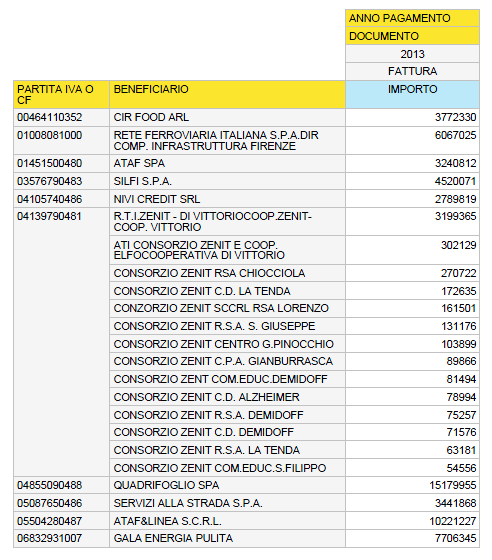 ANNO PAGAMENTO
DOCUMENTO
2013
FATTURA
PARTITA IVA O CF BENEFICIARIO IMPORTO
00464110352 CIR FOOD ARL 3772330
01008081000 RETE FERROVIARIA ITALIANA S.P.A.DIR 6067025
COMP. INFRASTRUTTURA FIRENZE
01451500480 ATAF SPA 3240812
03576790483 SILFI S.P.A. 4520071
04105740486 NIVI CREDIT SRL 2789819
04139790481 R.T.I.ZENIT - DI VITTORIOCOOP.ZENIT- 3199365
COOP. VITTORIO
ATI CONSORZIO ZENIT E COOP. 302129
ELFOCOOPERATIVA DI VITTORIO
CONSORZIO ZENIT RSA CHIOCCIOLA 270722
CONSORZIO ZENIT C.D. LA TENDA 172635
CONZORZIO ZENIT SCCRL RSA LORENZO 161501
CONSORZIO ZENIT R.S.A. S. GIUSEPPE 131176
CONSORZIO ZENIT CENTRO G.PINOCCHIO 103899
CONSORZIO ZENIT C.P.A. GIANBURRASCA 89866
CONSORZIO ZENT COM.EDUC.DEMIDOFF 81494
CONSORZIO ZENIT C.D. ALZHEIMER 78994
CONSORZIO ZENIT R.S.A. DEMIDOFF 75257
CONSORZIO ZENIT C.D. DEMIDOFF 71576
CONSORZIO ZENIT R.S.A. LA TENDA 63181
CONSORZIO ZENIT COM.EDUC.S.FILIPPO 54556
04855090488 QUADRIFOGLIO SPA 15179955
05087650486 SERVIZI ALLA STRADA S.P.A. 3441868
05504280487 ATAF&LINEA S.C.R.L. 10221227
06832931007 GALA ENERGIA PULITA 7706345